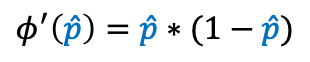 ϕ′(p̂) = p̂ ∗ (1 − p̂)